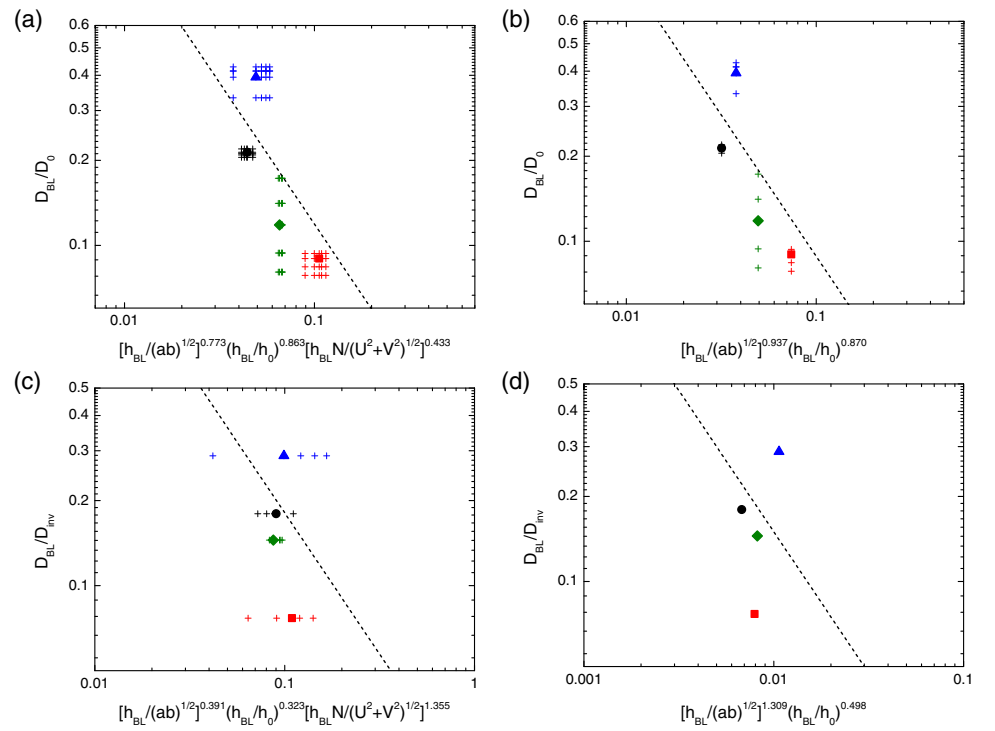 (a)
0.6
0.5
0.4
0.3
0.2
0.1
D_BL/D_0
0.01
0.1
[h_BL/(ab)^1/2]^0.773(h_BL/h_0)^0.863[h_BLN/(U^2+V^2)^1/2]^0.433
(b)
0.6
0.5
0.4
0.3
0.2
0.1
D_BL/D_0
0.01
0.1
[h_BL/(ab)^1/2]^0.937(h_BL/h_0)^0.870
(c)
0.5
0.4
0.3
0.2
0.1
D_BL/D_inv
0.01
0.1
1
[h_BL/(ab)^1/2]^0.391(h_BL/h_0)^0.323[h_BLN/(U^2+V^2)^1/2]^1.355
(d)
0.5
0.4
0.3
0.2
0.1
D_BL/D_inv
0.001
0.01
0.1
[h_BL/(ab)^1/2]^1.309(h_BL/h_0)^0.498